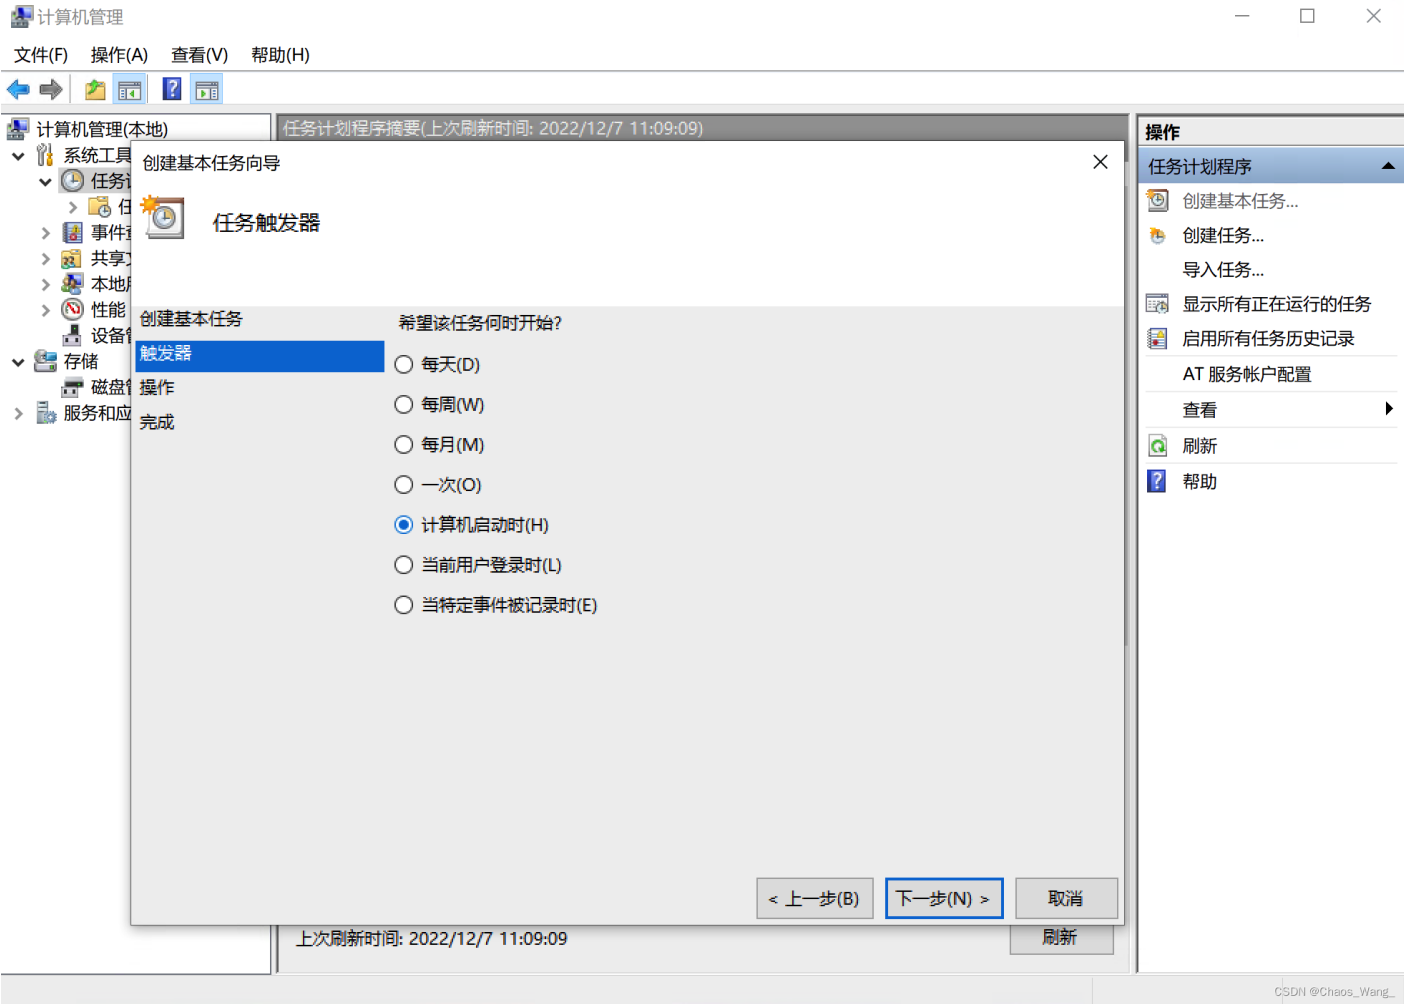 计算机管理
文件(F) 操作(A) 查看(V) 帮助(H)
计算机管理(本地)
系统工具
任务计
任
事件查
共享文
本地用
性能
设备管
存储
磁盘管
服务和应
任务计划程序摘要(上次刷新时间: 2022/12/7 11:09:09)
创建基本任务向导
任务触发器
创建基本任务
触发器
操作
完成
希望该任务何时开始?
每天(D)
每周(W)
每月(M)
一次(O)
计算机启动时(H)
当前用户登录时(L)
当特定事件被记录时(E)
< 上一步(B) 下一步(N) > 取消
上次刷新时间: 2022/12/7 11:09:09
刷新
操作
任务计划程序
创建基本任务...
创建任务...
导入任务...
显示所有正在运行的任务
启用所有任务历史记录
AT 服务帐户配置
查看
刷新
帮助
CSDN @Chaos_Wang_